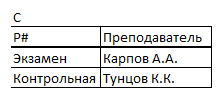 C
P# Преподаватель
Экзамен Карпов А.А.
Контрольная Тунцов К.К.